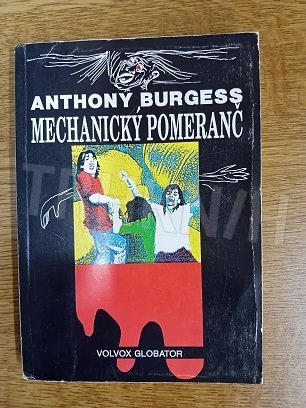 ANTHONY BURGESS
MECHANICKÝ POMERANČ
VOLVOX GLOBATOR